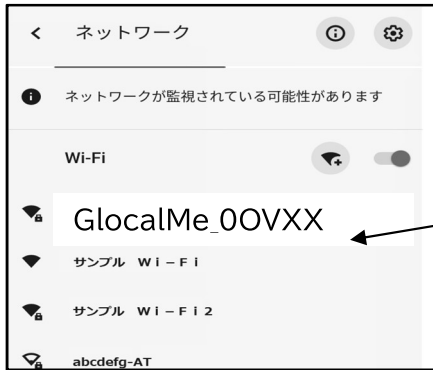 ネットワーク
ネットワークが監視されている可能性があります
Wi-Fi
GlocalMe_0OVXX
サンプル Wi-Fi
サンプル Wi-Fi2
abcdefg-AT